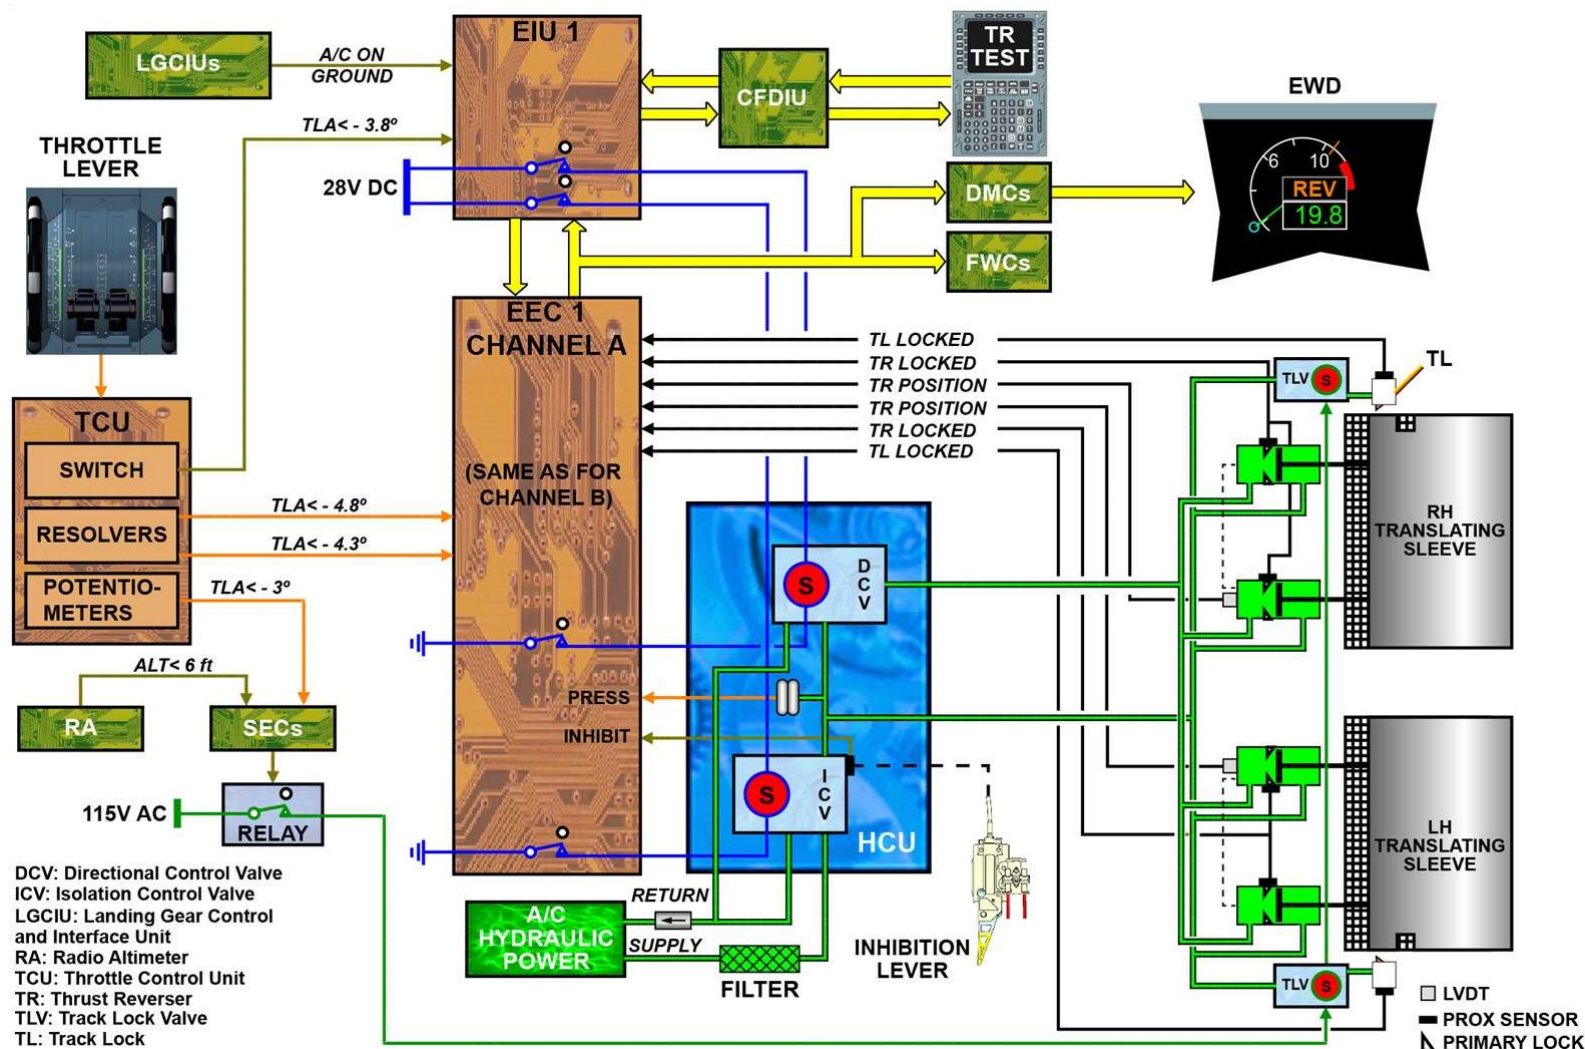 EIU 1
LGCIUs
A/C ON
GROUND
TLA< - 3.8º
28V DC
CFDIU
TR
TEST
EWD
6
10
REV
19.8
DMCs
FWCs
THROTTLE
LEVER
TCU
SWITCH
RESOLVERS
POTENTIO-
METERS
TLA< - 4.8º
TLA< - 4.3º
TLA< - 3º
EEC 1
CHANNEL A
(SAME AS FOR
CHANNEL B)
TL LOCKED
TR LOCKED
TR POSITION
TR POSITION
TR LOCKED
TL LOCKED
TLV
S
TL
RH
TRANSLATING
SLEEVE
S
D
C
V
ALT< 6 ft
RA
SECs
PRESS
INHIBIT
S
I
C
V
HCU
115V AC
RELAY
LH
TRANSLATING
SLEEVE
RETURN
SUPPLY
A/C
HYDRAULIC
POWER
FILTER
INHIBITION
LEVER
TLV
S
DCV: Directional Control Valve
ICV: Isolation Control Valve
LGCIU: Landing Gear Control
and Interface Unit
RA: Radio Altimeter
TCU: Throttle Control Unit
TR: Thrust Reverser
TLV: Track Lock Valve
TL: Track Lock
LVDT
PROX SENSOR
PRIMARY LOCK